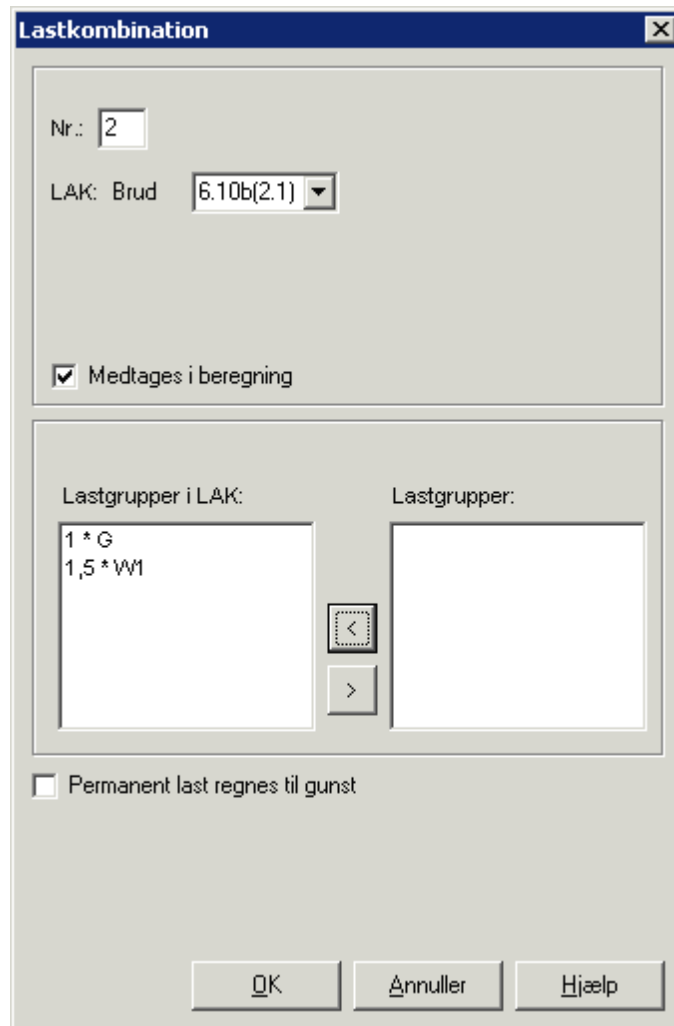 Lastkombination
Nr.: 2
LAK: Brud 6.10b(2.1)
Medtages i beregning
Lastgrupper i LAK: Lastgrupper:
1 * G
1,5 * W1
<
>
Permanent last regnes til gunst
OK Annuller Hjælp